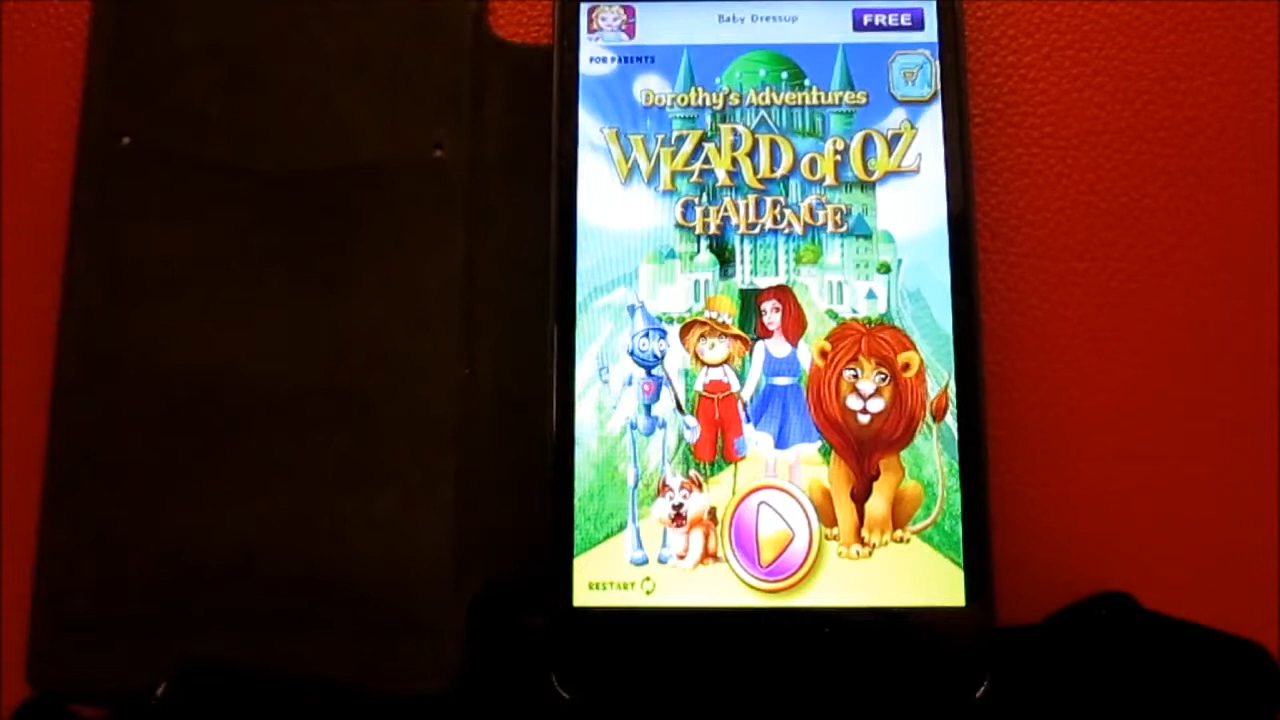 Baby Dressup
FREE
FOR PARENTS
Dorothy's Adventures
WIZARD of OZ
CHALLENGE
RESTART